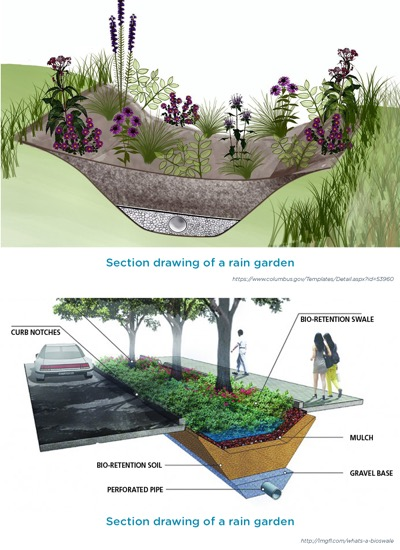 Section drawing of a rain garden
https://www.columbus.gov/Templates/Detail.aspx?id=53960
CURB NOTCHES
BIO-RETENTION SWALE
MULCH
BIO-RETENTION SOIL
GRAVEL BASE
PERFORATED PIPE
Section drawing of a rain garden
http://imgfl.com/whats-a-bioswale